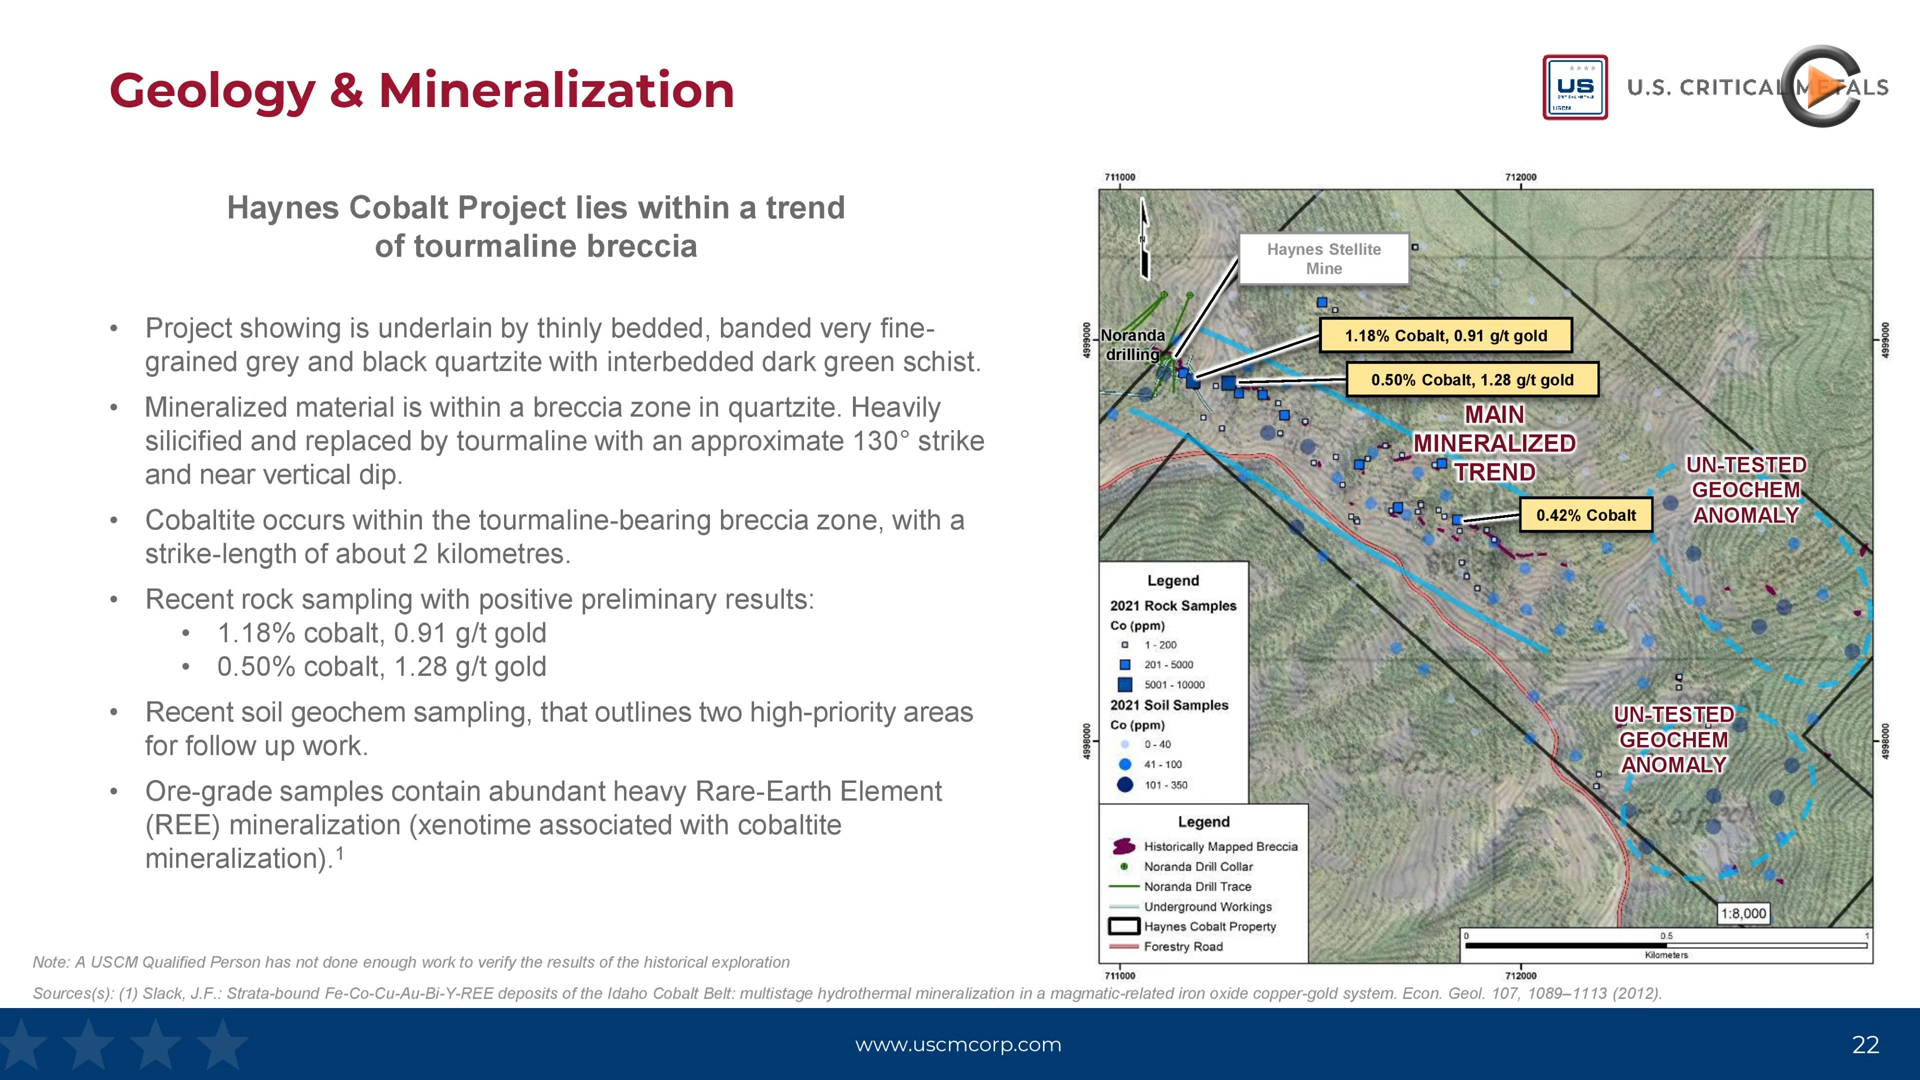 Geology & Mineralization
US
USCM
U.S. CRITICAL METALS
Haynes Cobalt Project lies within a trend
of tourmaline breccia
• Project showing is underlain by thinly bedded, banded very fine-
grained grey and black quartzite with interbedded dark green schist.
• Mineralized material is within a breccia zone in quartzite. Heavily
silicified and replaced by tourmaline with an approximate 130° strike
and near vertical dip.
• Cobaltite occurs within the tourmaline-bearing breccia zone, with a
strike-length of about 2 kilometres.
• Recent rock sampling with positive preliminary results:
• 1.18% cobalt, 0.91 g/t gold
• 0.50% cobalt, 1.28 g/t gold
• Recent soil geochem sampling, that outlines two high-priority areas
for follow up work.
• Ore-grade samples contain abundant heavy Rare-Earth Element
(REE) mineralization (xenotime associated with cobaltite
mineralization).1
711000
712000
Haynes Stellite
Mine
4999000
Noranda
drilling
1.18% Cobalt, 0.91 g/t gold
4999000
0.50% Cobalt, 1.28 g/t gold
MAIN
MINERALIZED
TREND
UN-TESTED
GEOCHEM
ANOMALY
0.42% Cobalt
Legend
2021 Rock Samples
Co (ppm)
1 - 200
201 - 5000
5001 - 10000
2021 Soil Samples
Co (ppm)
0 - 40
41 - 100
101 - 350
4998000
UN-TESTED
GEOCHEM
ANOMALY
4998000
Legend
Historically Mapped Breccia
Noranda Drill Collar
Noranda Drill Trace
Underground Workings
Haynes Cobalt Property
Forestry Road
1:8,000
0 0.5 1
Kilometers
711000
712000
Note: A USCM Qualified Person has not done enough work to verify the results of the historical exploration
Sources(s): (1) Slack, J.F.: Strata-bound Fe-Co-Cu-Au-Bi-Y-REE deposits of the Idaho Cobalt Belt: multistage hydrothermal mineralization in a magmatic-related iron oxide copper-gold system. Econ. Geol. 107, 1089–1113 (2012).
www.uscmcorp.com
22